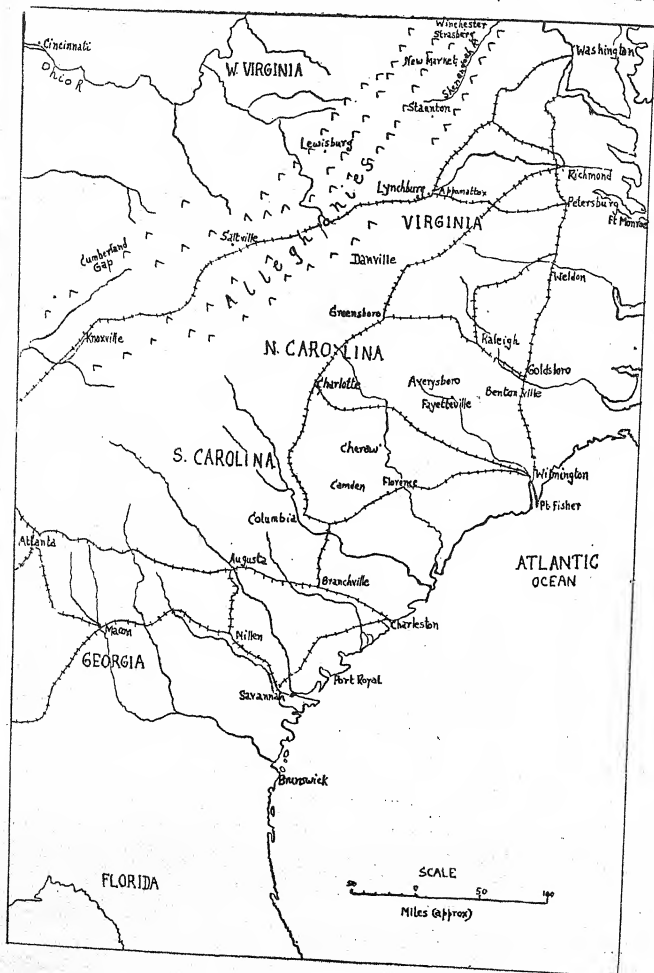 Cincinnati
Ohio R
W. VIRGINIA
Winchester
Strasberg
New Market
Shenandoah R
Washington
Staunton
Lewisburg
Alleghanies
Lynchburg
Appomattox
Richmond
Petersburg
Ft Monroe
VIRGINIA
Saltville
Danville
Cumberland
Gap
Weldon
Greensboro
Knoxville
Raleigh
N. CAROLINA
Goldsboro
Charlotte
Averysboro
Bentonville
Fayetteville
Cheraw
S. CAROLINA
Camden
Florence
Wilmington
Pt. Fisher
Columbia
Atlanta
Augusta
Branchville
ATLANTIC
OCEAN
Charleston
Macon
Millen
GEORGIA
Port Royal
Savannah
Brunswick
FLORIDA
SCALE
50 0 50 100
Miles (approx)